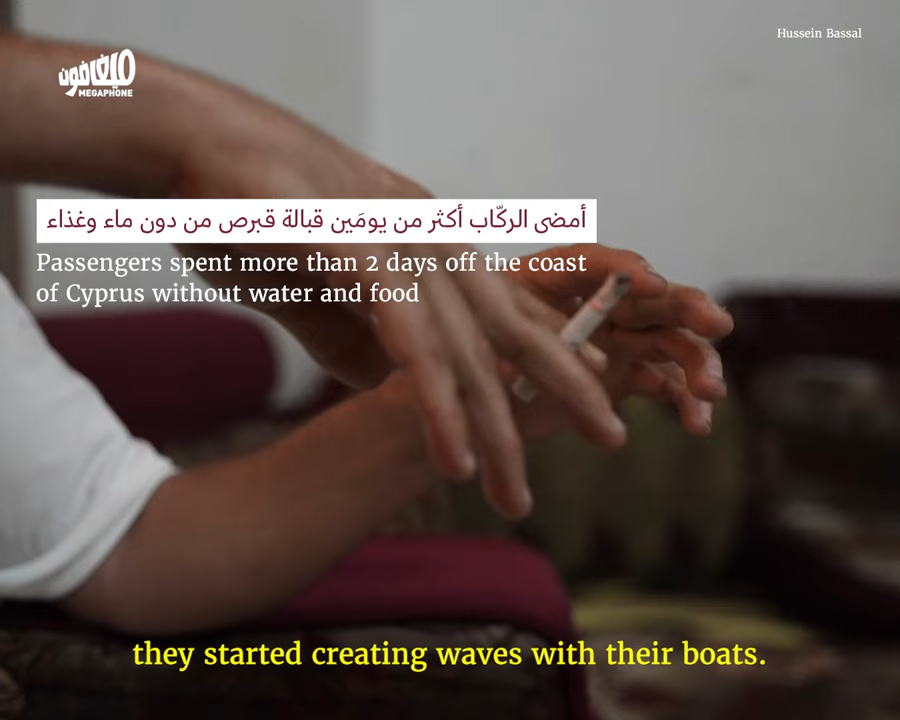 Hussein Bassal
ميغافون
MEGAPHONE
أمضى الركّاب أكثر من يومَين قبالة قبرص من دون ماء وغذاء
Passengers spent more than 2 days off the coast
of Cyprus without water and food
they started creating waves with their boats.